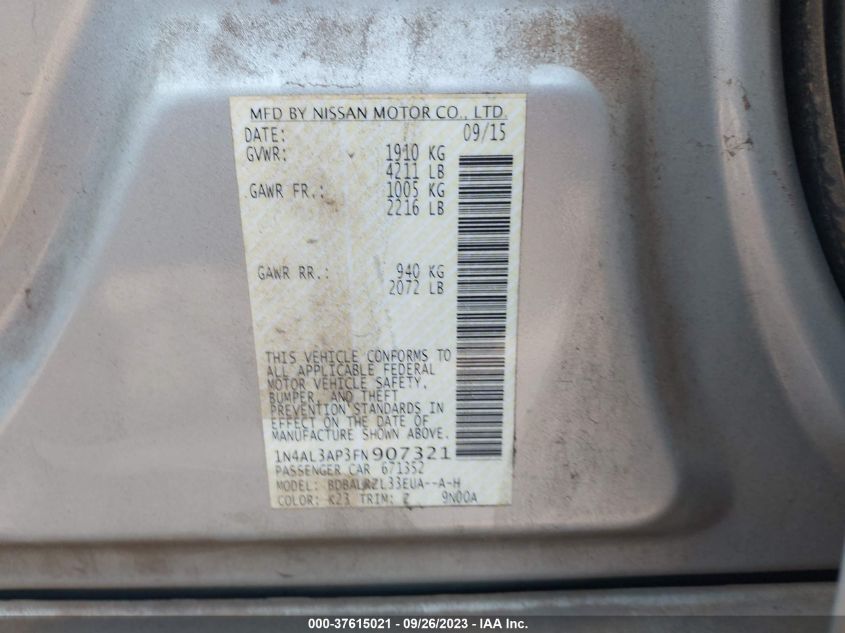 MFD BY NISSAN MOTOR CO., LTD.
DATE: 09/15
GVWR: 1910 KG
4211 LB
GAWR FR.: 1005 KG
2216 LB
GAWR RR.: 940 KG
2072 LB
THIS VEHICLE CONFORMS TO
ALL APPLICABLE FEDERAL
MOTOR VEHICLE SAFETY,
BUMPER, AND THEFT
PREVENTION STANDARDS IN
EFFECT ON THE DATE OF
MANUFACTURE SHOWN ABOVE.
1N4AL3AP3FN907321
PASSENGER CAR 671352
MODEL: BDBALRZL33EUA--A-H
COLOR: K23 TRIM: Z 9N00A
000-37615021 - 09/26/2023 - IAA Inc.